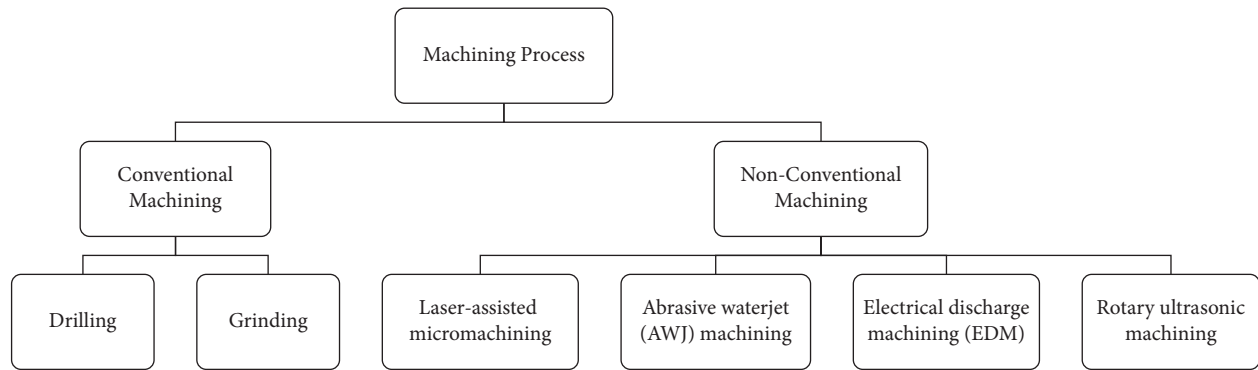 Machining Process
Conventional
Machining
Non-Conventional
Machining
Drilling
Grinding
Laser-assisted
micromachining
Abrasive waterjet
(AWJ) machining
Electrical discharge
machining (EDM)
Rotary ultrasonic
machining